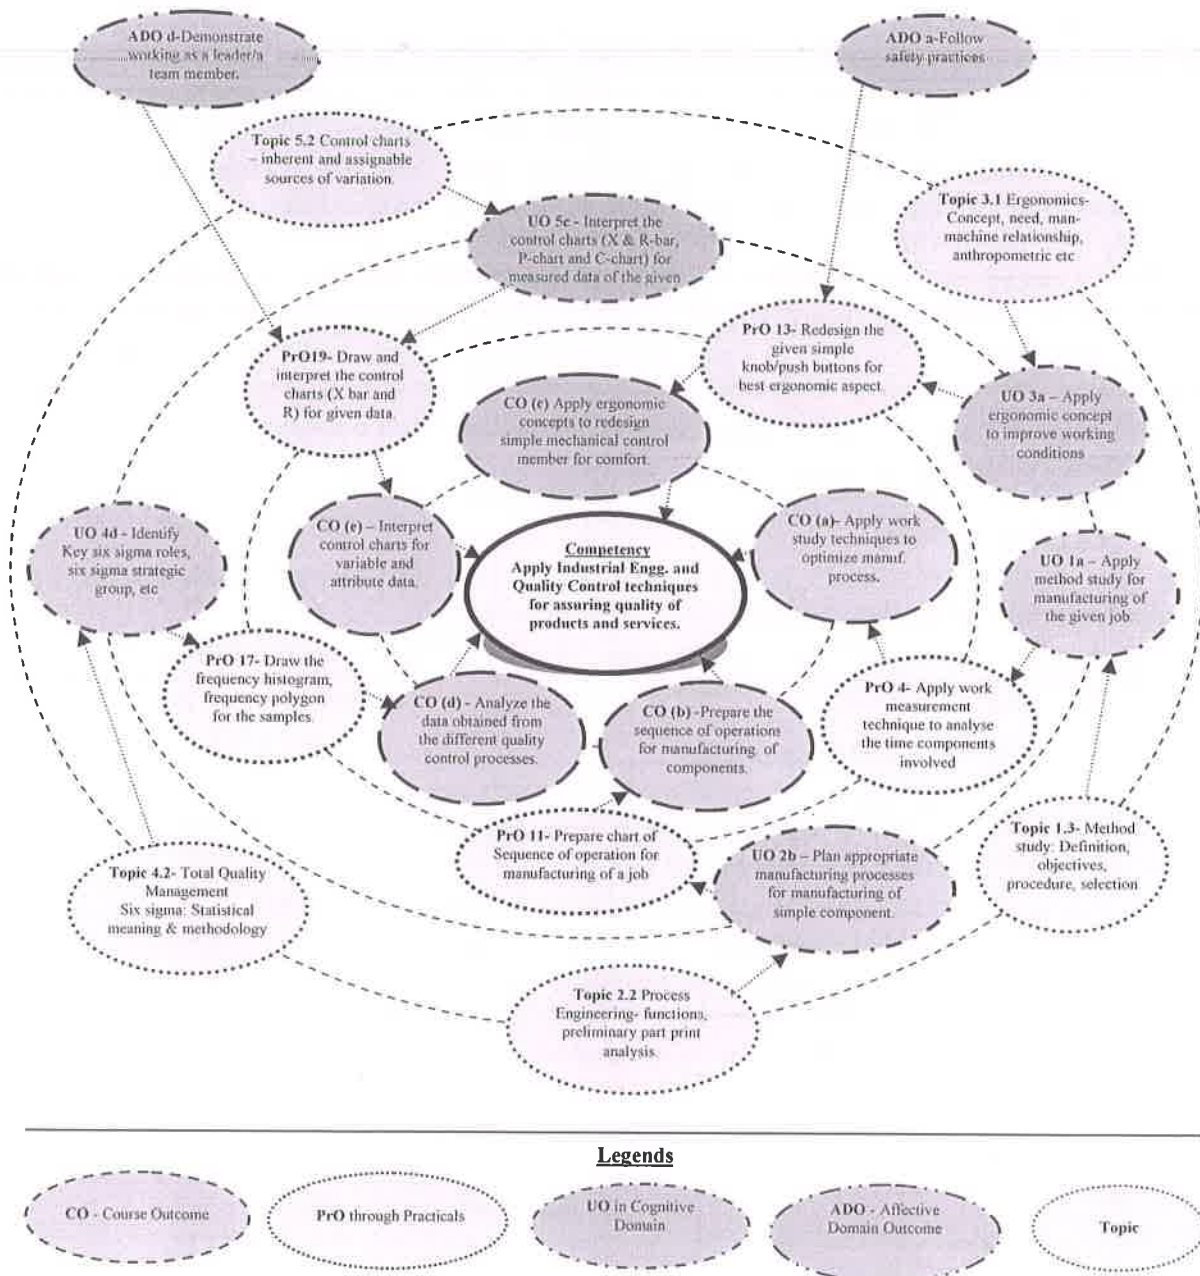 ADO d-Demonstrate
working as a leader/a
team member.
ADO a-Follow
safety practices
Topic 5.2 Control charts
– inherent and assignable
sources of variation.
Topic 3.1 Ergonomics-
Concept, need, man-
machine relationship,
anthropometric etc
UO 5c - Interpret the
control charts (X & R-bar,
P-chart and C-chart) for
measured data of the given
PrO 13- Redesign the
given simple
knob/push buttons for
best ergonomic aspect.
PrO19- Draw and
interpret the control
charts (X bar and
R) for given data.
UO 3a – Apply
ergonomic concept
to improve working
conditions
CO (c) Apply ergonomic
concepts to redesign
simple mechanical control
member for comfort.
UO 4d - Identify
Key six sigma roles,
six sigma strategic
group, etc
CO (e) – Interpret
control charts for
variable and
attribute data.
Competency
Apply Industrial Engg. and
Quality Control techniques
for assuring quality of
products and services.
CO (a)- Apply work
study techniques to
optimize manuf.
process.
UO 1a – Apply
method study for
manufacturing of
the given job.
PrO 17- Draw the
frequency histogram,
frequency polygon
for the samples.
CO (d) - Analyze the
data obtained from
the different quality
control processes.
CO (b)-Prepare the
sequence of operations
for manufacturing. of
components.
PrO 4- Apply work
measurement
technique to analyse
the time components
involved
PrO 11- Prepare chart of
Sequence of operation for
manufacturing of a job
UO 2b – Plan appropriate
manufacturing processes
for manufacturing of
simple component.
Topic 1.3- Method
study: Definition,
objectives,
procedure, selection
Topic 4.2- Total Quality
Management
Six sigma: Statistical
meaning & methodology
Topic 2.2 Process
Engineering- functions,
preliminary part print
analysis.
Legends
CO - Course Outcome
PrO through Practicals
UO in Cognitive
Domain
ADO - Affective
Domain Outcome
Topic